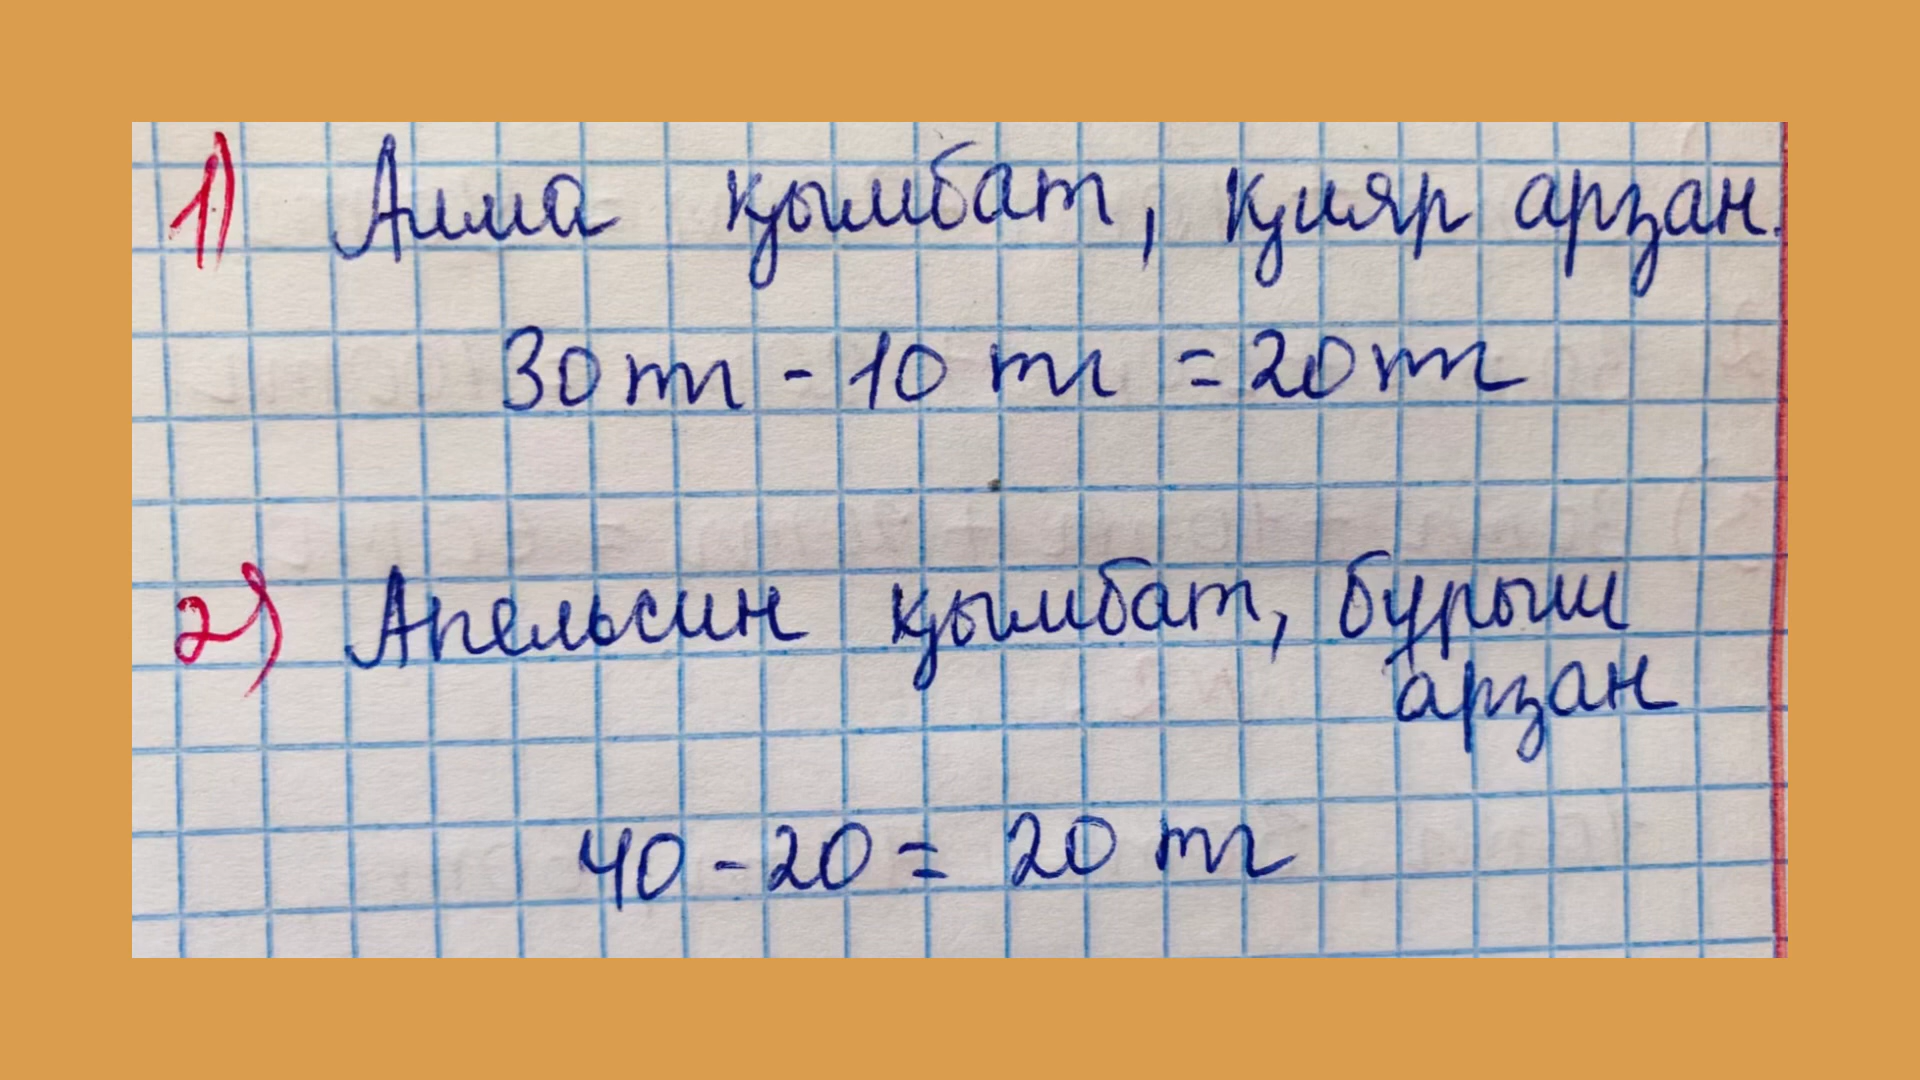 1) Алма қымбат, қияр арзан.
30 тг - 10 тг = 20 тг
2) Апельсин қымбат, бұрыш
арзан
40 - 20 = 20 тг